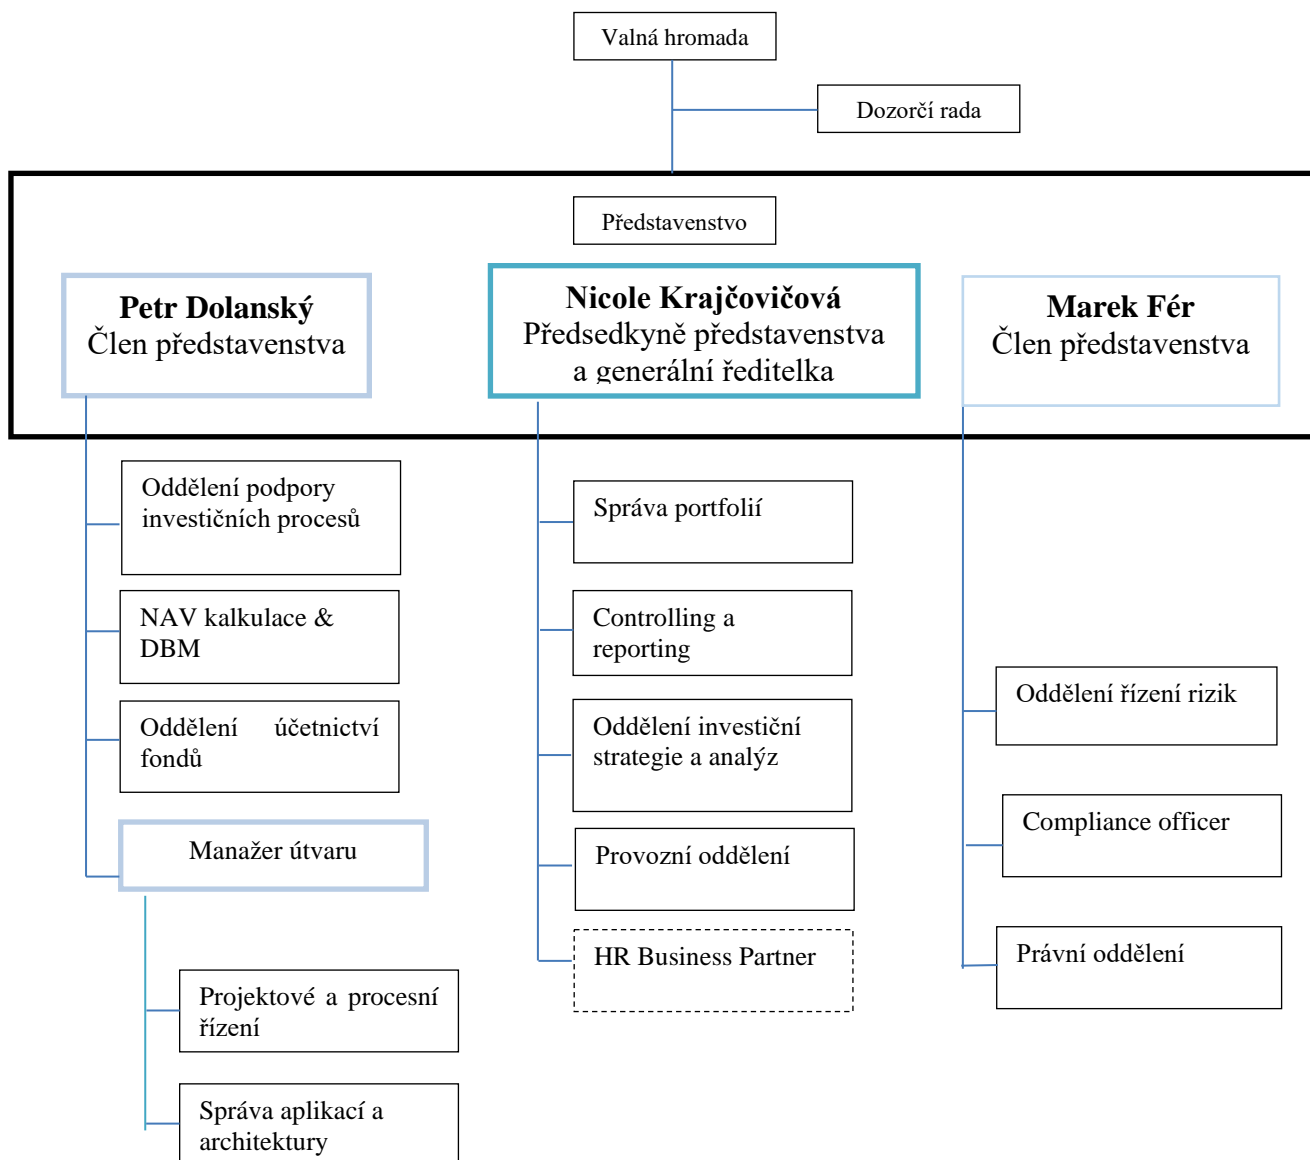 Valná hromada
Dozorčí rada
Představenstvo
Petr Dolanský
Člen představenstva
Nicole Krajčovičová
Předsedkyně představenstva
a generální ředitelka
Marek Fér
Člen představenstva
Oddělení podpory
investičních procesů
NAV kalkulace &
DBM
Oddělení účetnictví
fondů
Manažer útvaru
Projektové a procesní
řízení
Správa aplikací a
architektury
Správa portfolií
Controlling a
reporting
Oddělení investiční
strategie a analýz
Provozní oddělení
HR Business Partner
Oddělení řízení rizik
Compliance officer
Právní oddělení